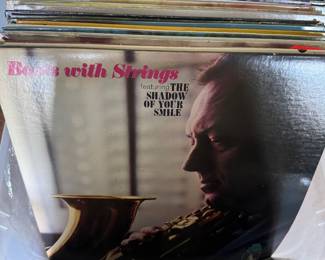 Boots with Strings
featuring THE
SHADOW
OF YOUR
SMILE